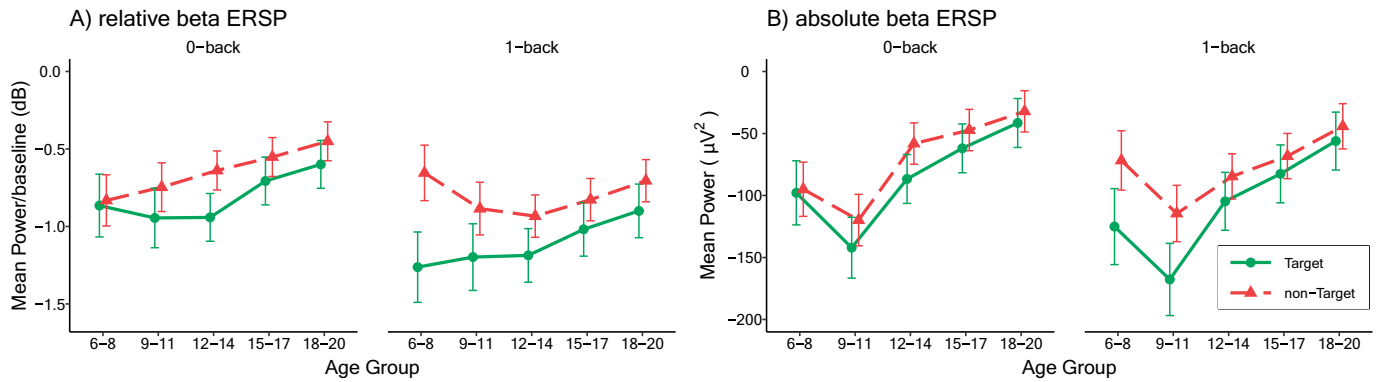 A) relative beta ERSP
0−back
1−back
Mean Power/baseline (dB)
0.0
−0.5
−1.0
−1.5
6−8 9−11 12−14 15−17 18−20
6−8 9−11 12−14 15−17 18−20
Age Group
B) absolute beta ERSP
0−back
1−back
Mean Power ( μV²)
0
−50
−100
−150
−200
6−8 9−11 12−14 15−17 18−20
6−8 9−11 12−14 15−17 18−20
Age Group
Target
non−Target